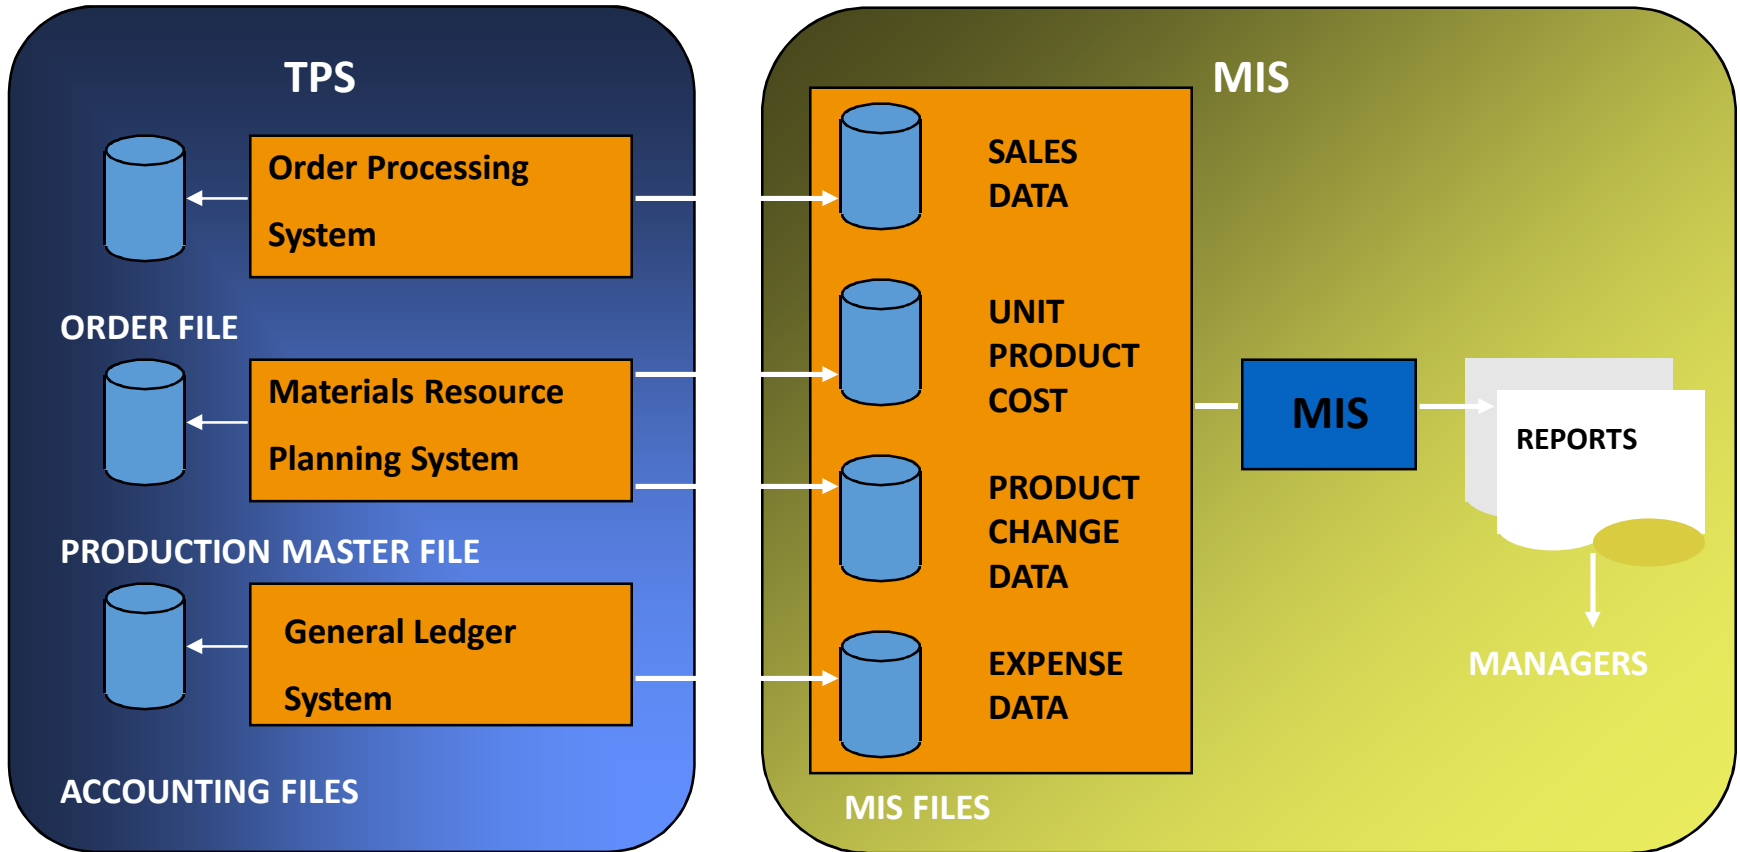 TPS
Order Processing
System
ORDER FILE
Materials Resource
Planning System
PRODUCTION MASTER FILE
General Ledger
System
ACCOUNTING FILES
MIS
SALES
DATA
UNIT
PRODUCT
COST
PRODUCT
CHANGE
DATA
EXPENSE
DATA
MIS FILES
MIS
REPORTS
MANAGERS